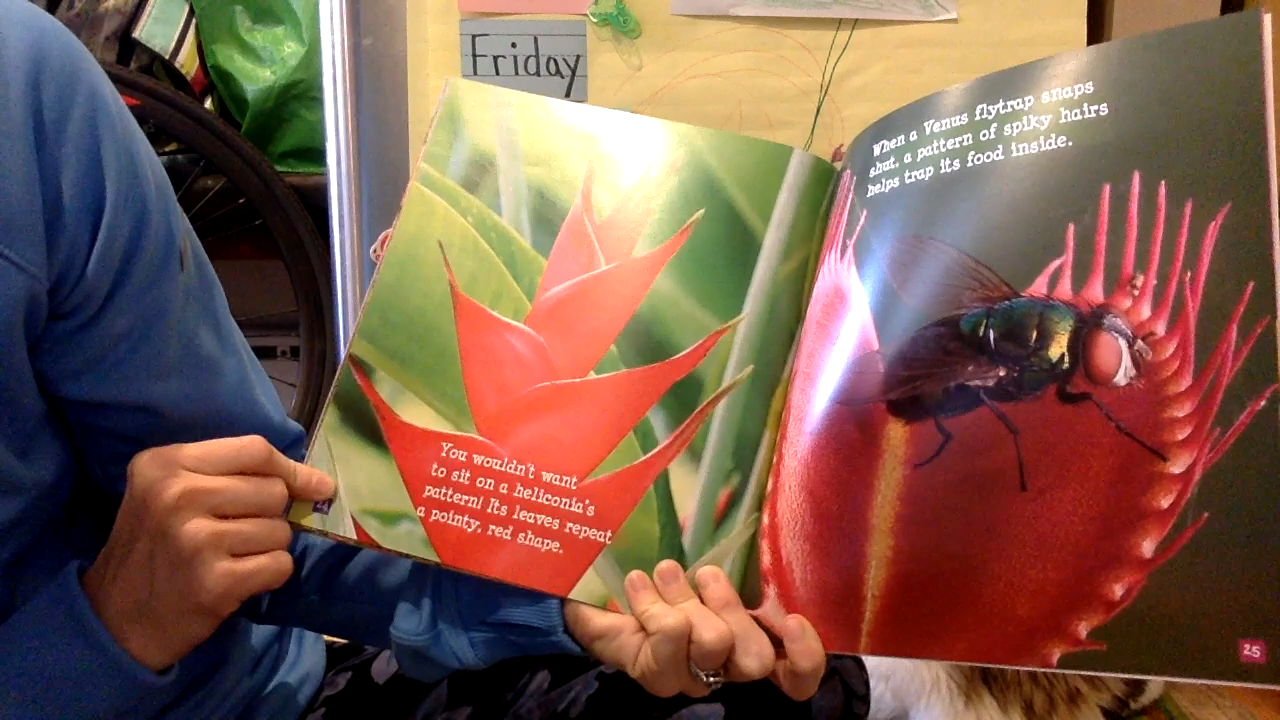 Friday
You wouldn't want
to sit on a heliconia's
pattern! Its leaves repeat
a pointy, red shape.
When a Venus flytrap snaps
shut, a pattern of spiky hairs
helps trap its food inside.
25